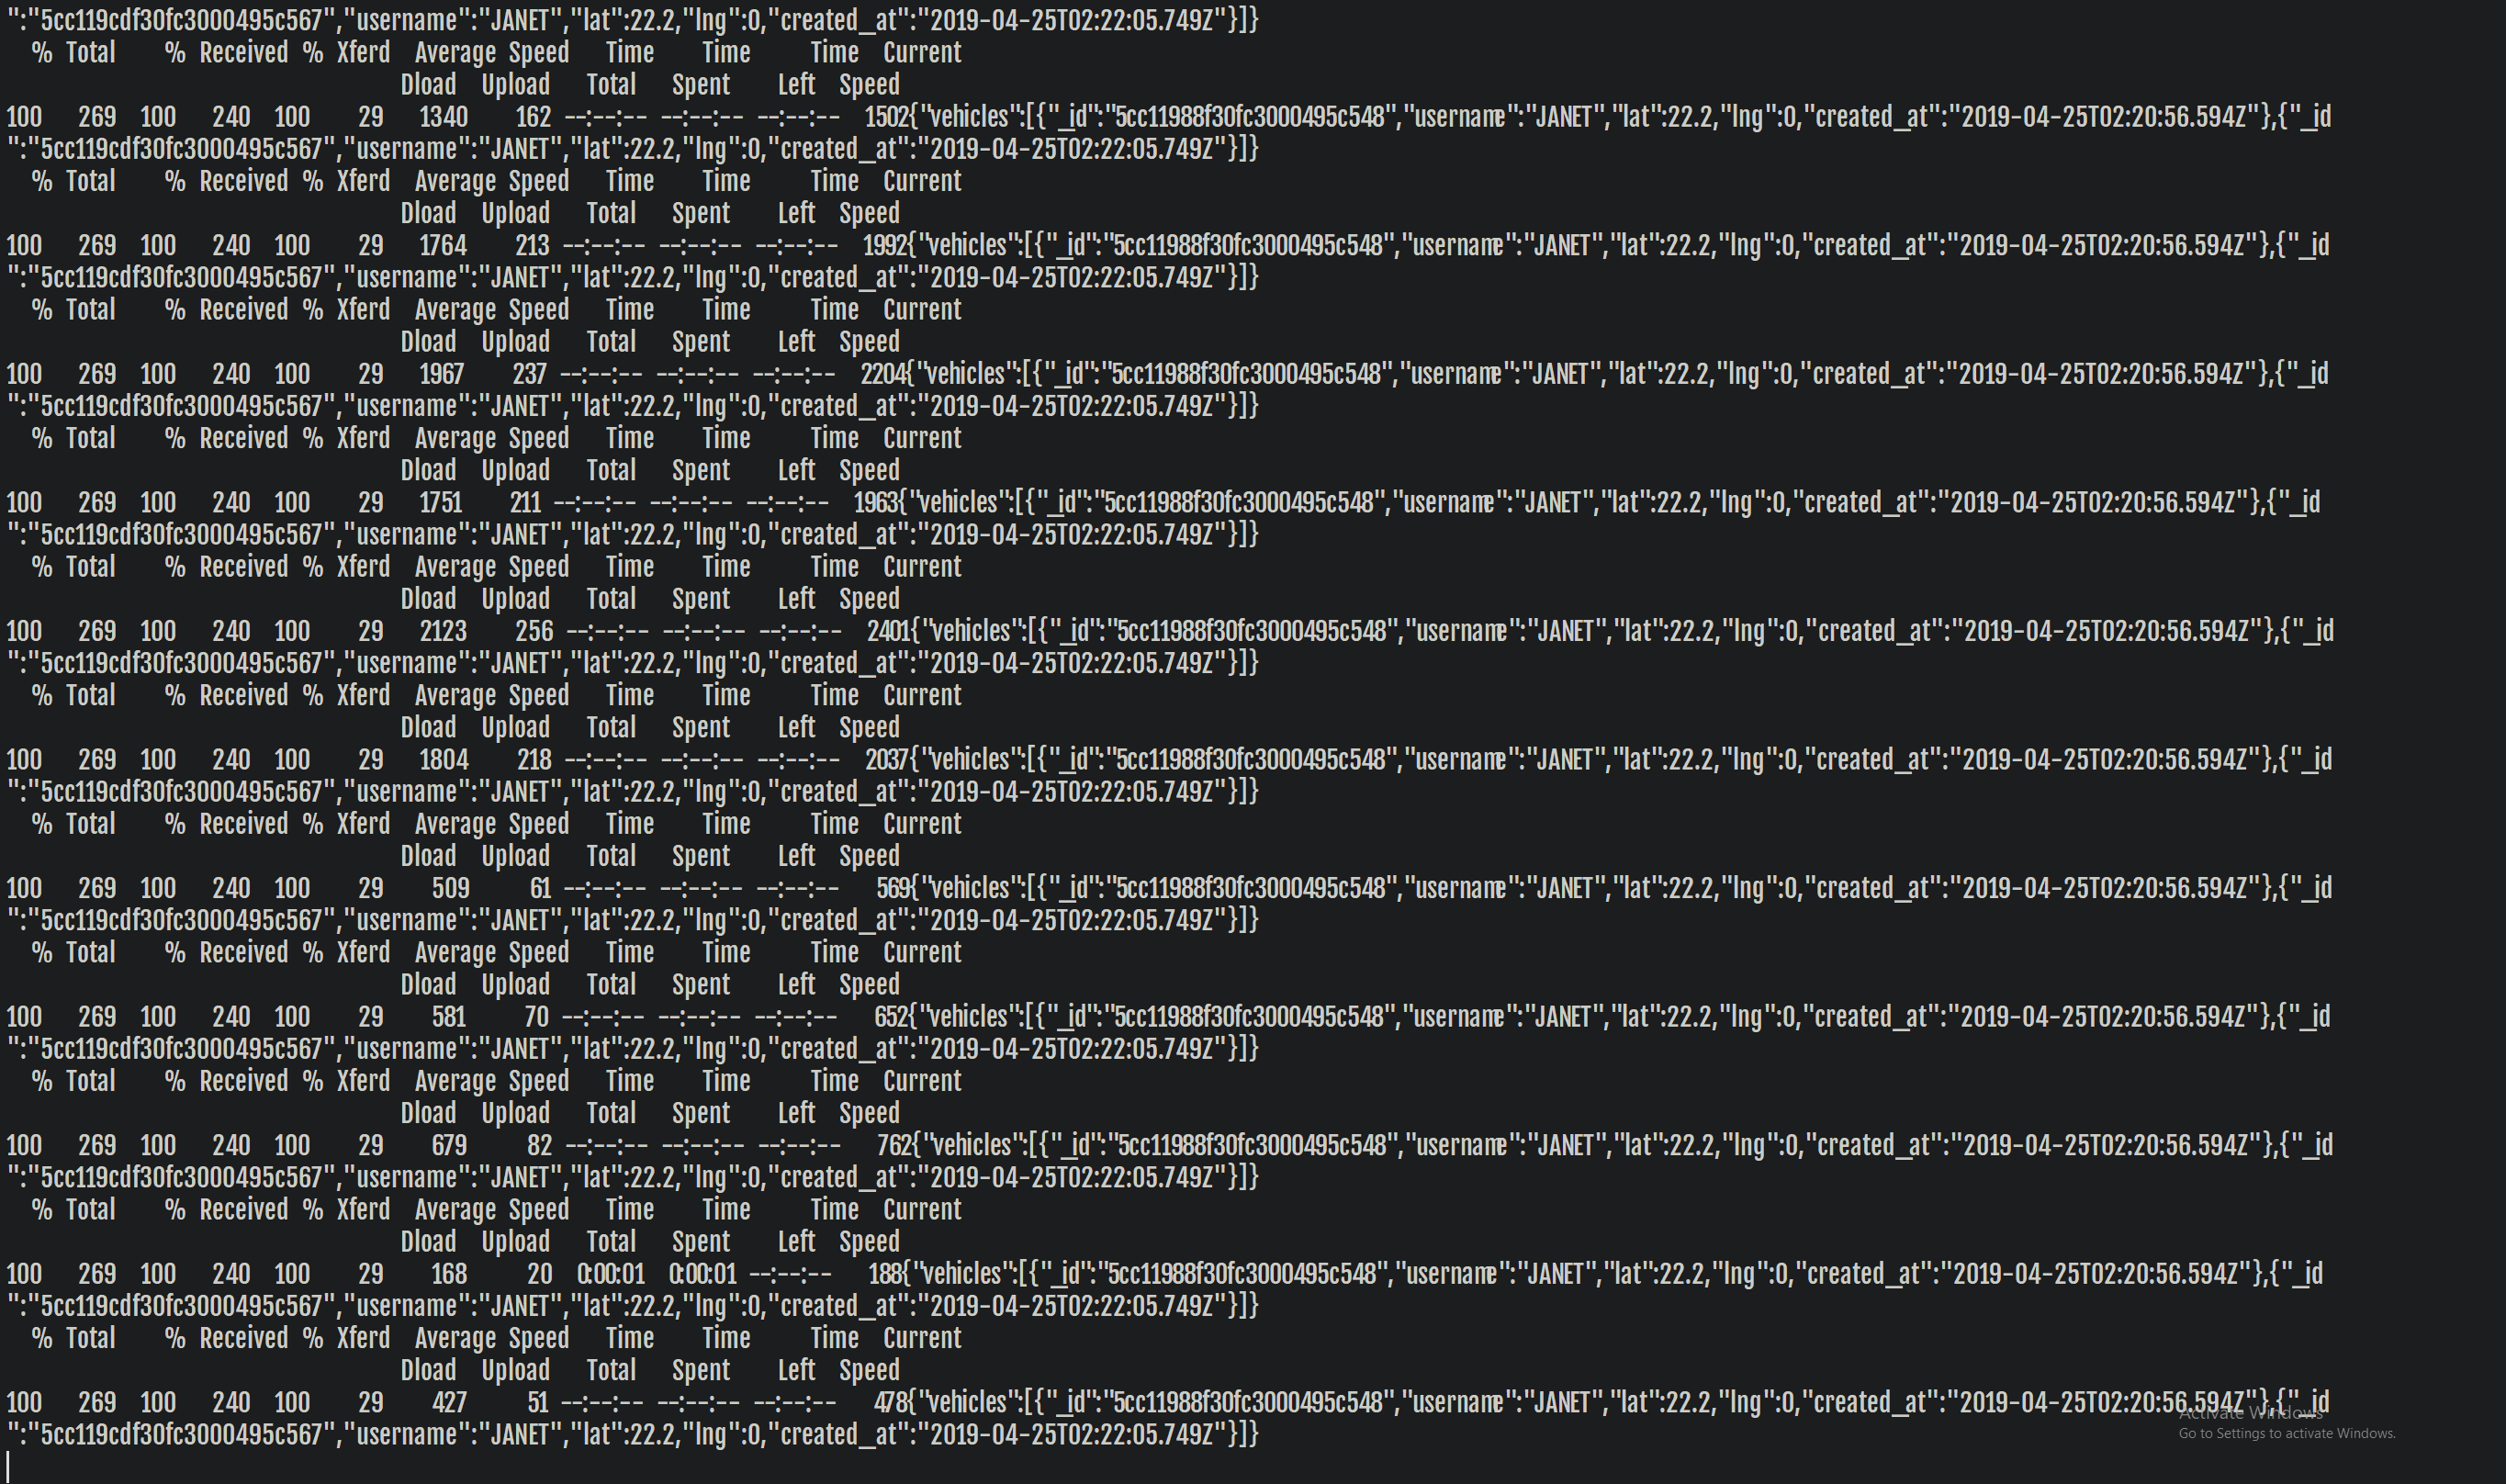 ":"5cc119cdf30fc3000495c567","username":"JANET","lat":22.2,"lng":0,"created_at":"2019-04-25T02:22:05.749Z"}]}
% Total % Received % Xferd Average Speed Time Time Time Current
Dload Upload Total Spent Left Speed
100 269 100 240 100 29 1340 162 --:--:-- --:--:-- --:--:-- 1502{"vehicles":[{"_id":"5cc11988f30fc3000495c548","username":"JANET","lat":22.2,"lng":0,"created_at":"2019-04-25T02:20:56.594Z"},{"_id
":"5cc119cdf30fc3000495c567","username":"JANET","lat":22.2,"lng":0,"created_at":"2019-04-25T02:22:05.749Z"}]}
% Total % Received % Xferd Average Speed Time Time Time Current
Dload Upload Total Spent Left Speed
100 269 100 240 100 29 1764 213 --:--:-- --:--:-- --:--:-- 1992{"vehicles":[{"_id":"5cc11988f30fc3000495c548","username":"JANET","lat":22.2,"lng":0,"created_at":"2019-04-25T02:20:56.594Z"},{"_id
":"5cc119cdf30fc3000495c567","username":"JANET","lat":22.2,"lng":0,"created_at":"2019-04-25T02:22:05.749Z"}]}
% Total % Received % Xferd Average Speed Time Time Time Current
Dload Upload Total Spent Left Speed
100 269 100 240 100 29 1967 237 --:--:-- --:--:-- --:--:-- 2204{"vehicles":[{"_id":"5cc11988f30fc3000495c548","username":"JANET","lat":22.2,"lng":0,"created_at":"2019-04-25T02:20:56.594Z"},{"_id
":"5cc119cdf30fc3000495c567","username":"JANET","lat":22.2,"lng":0,"created_at":"2019-04-25T02:22:05.749Z"}]}
% Total % Received % Xferd Average Speed Time Time Time Current
Dload Upload Total Spent Left Speed
100 269 100 240 100 29 1751 211 --:--:-- --:--:-- --:--:-- 1963{"vehicles":[{"_id":"5cc11988f30fc3000495c548","username":"JANET","lat":22.2,"lng":0,"created_at":"2019-04-25T02:20:56.594Z"},{"_id
":"5cc119cdf30fc3000495c567","username":"JANET","lat":22.2,"lng":0,"created_at":"2019-04-25T02:22:05.749Z"}]}
% Total % Received % Xferd Average Speed Time Time Time Current
Dload Upload Total Spent Left Speed
100 269 100 240 100 29 2123 256 --:--:-- --:--:-- --:--:-- 2401{"vehicles":[{"_id":"5cc11988f30fc3000495c548","username":"JANET","lat":22.2,"lng":0,"created_at":"2019-04-25T02:20:56.594Z"},{"_id
":"5cc119cdf30fc3000495c567","username":"JANET","lat":22.2,"lng":0,"created_at":"2019-04-25T02:22:05.749Z"}]}
% Total % Received % Xferd Average Speed Time Time Time Current
Dload Upload Total Spent Left Speed
100 269 100 240 100 29 1804 218 --:--:-- --:--:-- --:--:-- 2037{"vehicles":[{"_id":"5cc11988f30fc3000495c548","username":"JANET","lat":22.2,"lng":0,"created_at":"2019-04-25T02:20:56.594Z"},{"_id
":"5cc119cdf30fc3000495c567","username":"JANET","lat":22.2,"lng":0,"created_at":"2019-04-25T02:22:05.749Z"}]}
% Total % Received % Xferd Average Speed Time Time Time Current
Dload Upload Total Spent Left Speed
100 269 100 240 100 29 509 61 --:--:-- --:--:-- --:--:-- 569{"vehicles":[{"_id":"5cc11988f30fc3000495c548","username":"JANET","lat":22.2,"lng":0,"created_at":"2019-04-25T02:20:56.594Z"},{"_id
":"5cc119cdf30fc3000495c567","username":"JANET","lat":22.2,"lng":0,"created_at":"2019-04-25T02:22:05.749Z"}]}
% Total % Received % Xferd Average Speed Time Time Time Current
Dload Upload Total Spent Left Speed
100 269 100 240 100 29 581 70 --:--:-- --:--:-- --:--:-- 652{"vehicles":[{"_id":"5cc11988f30fc3000495c548","username":"JANET","lat":22.2,"lng":0,"created_at":"2019-04-25T02:20:56.594Z"},{"_id
":"5cc119cdf30fc3000495c567","username":"JANET","lat":22.2,"lng":0,"created_at":"2019-04-25T02:22:05.749Z"}]}
% Total % Received % Xferd Average Speed Time Time Time Current
Dload Upload Total Spent Left Speed
100 269 100 240 100 29 679 82 --:--:-- --:--:-- --:--:-- 762{"vehicles":[{"_id":"5cc11988f30fc3000495c548","username":"JANET","lat":22.2,"lng":0,"created_at":"2019-04-25T02:20:56.594Z"},{"_id
":"5cc119cdf30fc3000495c567","username":"JANET","lat":22.2,"lng":0,"created_at":"2019-04-25T02:22:05.749Z"}]}
% Total % Received % Xferd Average Speed Time Time Time Current
Dload Upload Total Spent Left Speed
100 269 100 240 100 29 168 20 0:00:01 0:00:01 --:--:-- 188{"vehicles":[{"_id":"5cc11988f30fc3000495c548","username":"JANET","lat":22.2,"lng":0,"created_at":"2019-04-25T02:20:56.594Z"},{"_id
":"5cc119cdf30fc3000495c567","username":"JANET","lat":22.2,"lng":0,"created_at":"2019-04-25T02:22:05.749Z"}]}
% Total % Received % Xferd Average Speed Time Time Time Current
Dload Upload Total Spent Left Speed
100 269 100 240 100 29 427 51 --:--:-- --:--:-- --:--:-- 478{"vehicles":[{"_id":"5cc11988f30fc3000495c548","username":"JANET","lat":22.2,"lng":0,"created_at":"2019-04-25T02:20:56.594Z"},{"_id
":"5cc119cdf30fc3000495c567","username":"JANET","lat":22.2,"lng":0,"created_at":"2019-04-25T02:22:05.749Z"}]}
Activate Windows
Go to Settings to activate Windows.